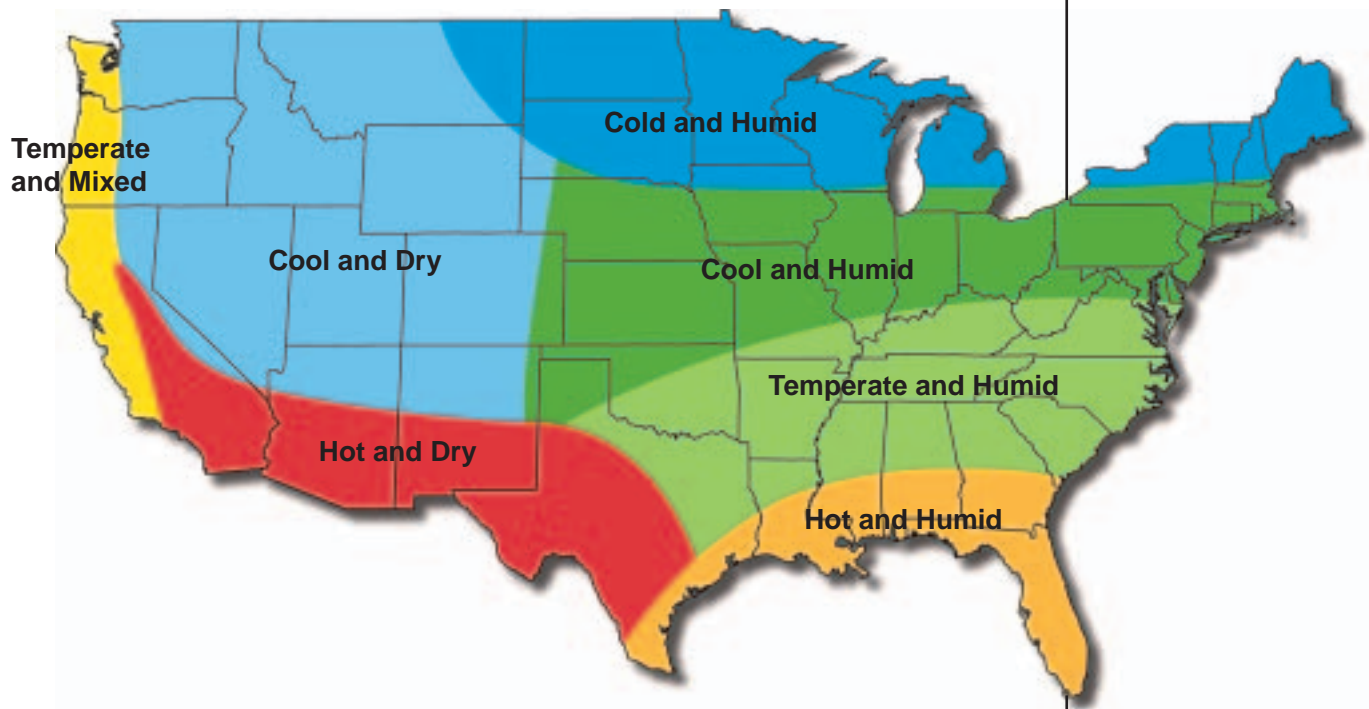 Cold and Humid
Temperate
and Mixed
Cool and Dry
Cool and Humid
Temperate and Humid
Hot and Dry
Hot and Humid